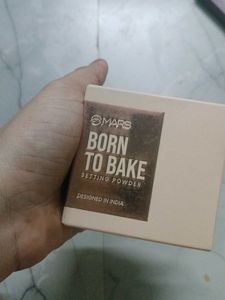 MARS
BORN
TO BAKE
SETTING POWDER
DESIGNED IN INDIA